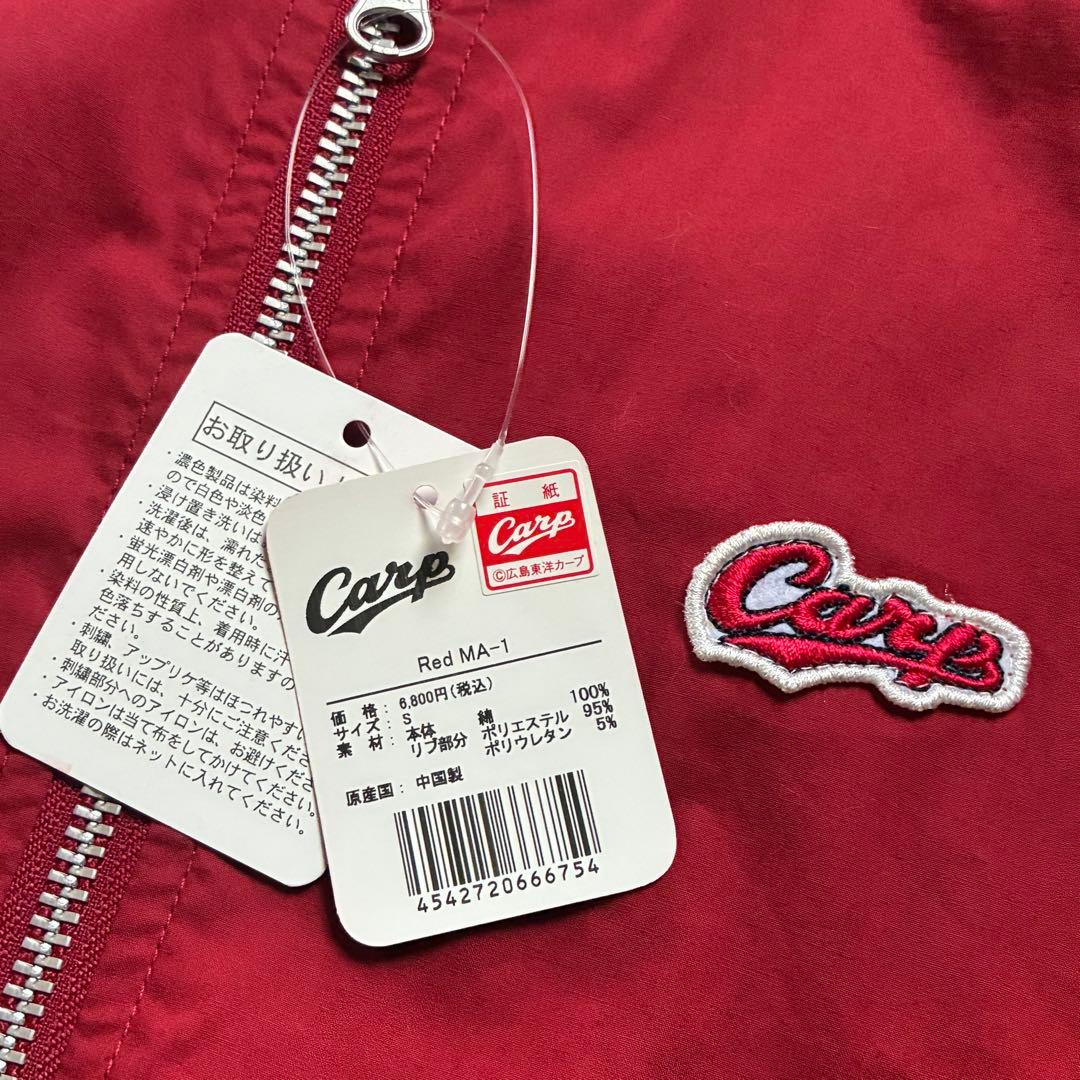 お取り扱い
・濃色製品は染料
ので白色や淡色
・浸け置き洗いは
・洗濯後は、濡れた
速やかに形を整えて
・蛍光漂白剤や漂白剤の
用しないでください。
・染料の性質上、着用時に汗
色落ちすることがありますの
ださい。
・刺繍、アップリケ等はほつれやすい
取り扱いには、十分にご注意くださ
・刺繍部分へのアイロンは、お避けくださ
・アイロンは当て布をしてかけてください。
・お洗濯の際はネットに入れてください。
証 紙
Carp
©広島東洋カープ
Carp
Red MA-1
価 格: 6,800円(税込)
サイズ: S
素 材: 本体 綿 100%
リブ部分 ポリエステル 95%
ポリウレタン 5%
原産国: 中国製
4542720666754
Carp